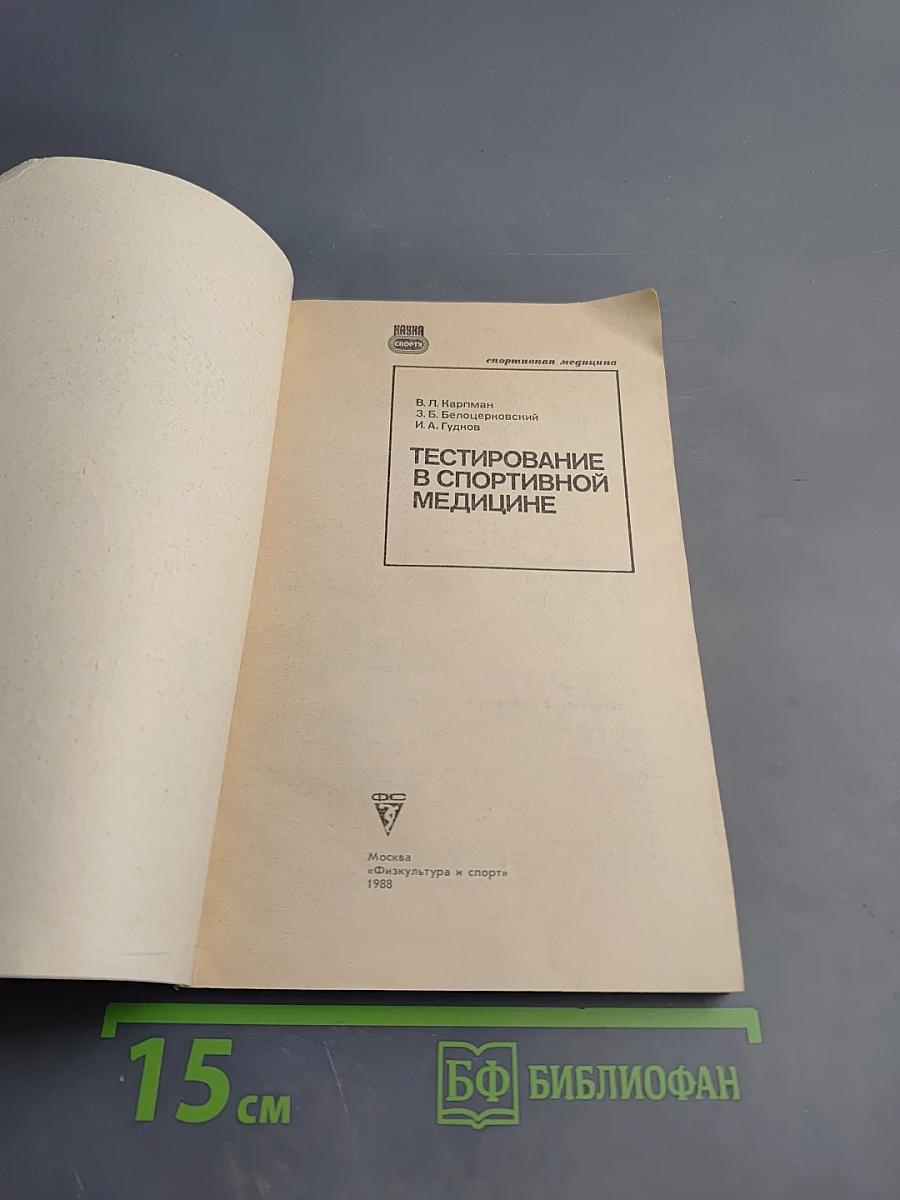 НАУКА
СПОРТУ
спортивная медицина
В. Л. Карпман
З. Б. Белоцерковский
И. А. Гудков
ТЕСТИРОВАНИЕ
В СПОРТИВНОЙ
МЕДИЦИНЕ
ФИС
Москва
«Физкультура и спорт»
1988
15 см
БФ БИБЛИОФАН